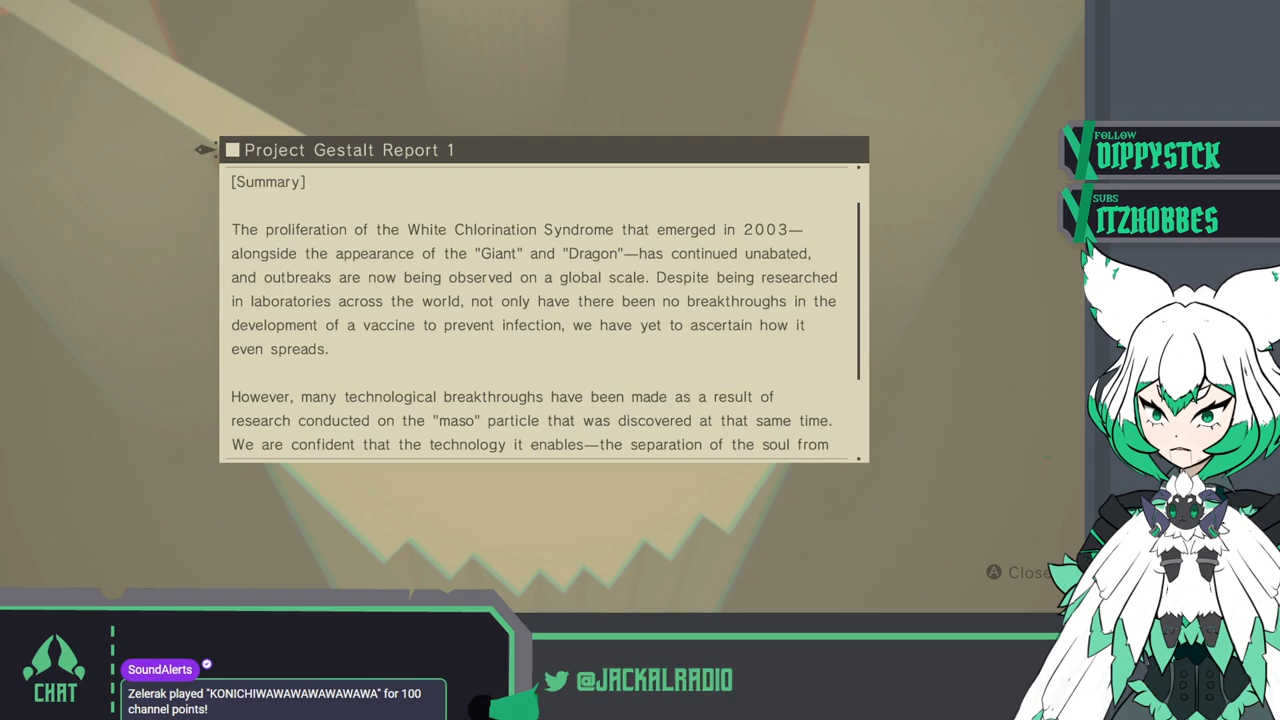 Project Gestalt Report 1
[Summary]
The proliferation of the White Chlorination Syndrome that emerged in 2003—
alongside the appearance of the "Giant" and "Dragon"—has continued unabated,
and outbreaks are now being observed on a global scale. Despite being researched
in laboratories across the world, not only have there been no breakthroughs in the
development of a vaccine to prevent infection, we have yet to ascertain how it
even spreads.
However, many technological breakthroughs have been made as a result of
research conducted on the "maso" particle that was discovered at that same time.
We are confident that the technology it enables—the separation of the soul from
A Close
FOLLOW
DIPPYSTCK
SUBS
ITZHOBBES
CHAT
SoundAlerts
Zelerak played "KONICHIWAWAWAWAWAWAWA" for 100
channel points!
@JACKALRADIO